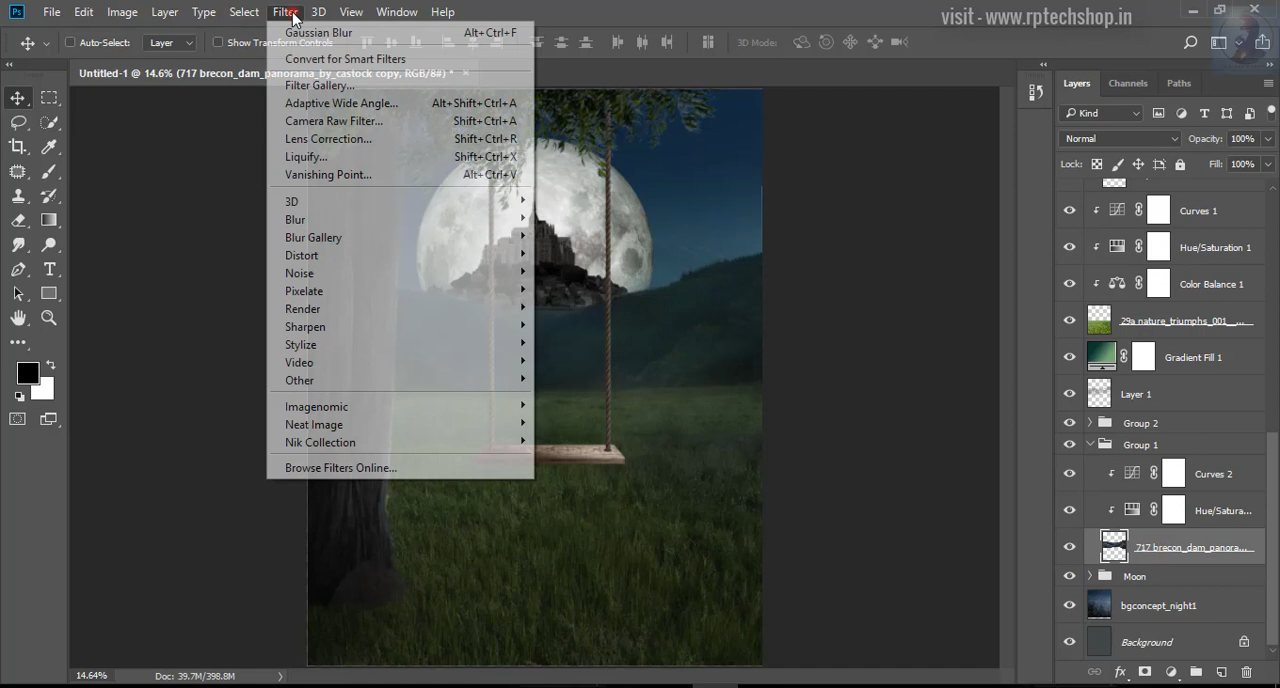 Ps File Edit Image Layer Type Select Filter 3D View Window Help
visit - www.rptechshop.in
Auto-Select: Layer Show Transform Controls 3D Mode:
Untitled-1 @ 14.6% (717 brecon_dam_panorama_by_castock copy, RGB/8#) *
Gaussian Blur Alt+Ctrl+F
Convert for Smart Filters
Filter Gallery...
Adaptive Wide Angle... Alt+Shift+Ctrl+A
Camera Raw Filter... Shift+Ctrl+A
Lens Correction... Shift+Ctrl+R
Liquify... Shift+Ctrl+X
Vanishing Point... Alt+Ctrl+V
3D
Blur
Blur Gallery
Distort
Noise
Pixelate
Render
Sharpen
Stylize
Video
Other
Imagenomic
Neat Image
Nik Collection
Browse Filters Online...
Layers Channels Paths
Kind
Normal Opacity: 100%
Lock: Fill: 100%
Curves 1
Hue/Saturation 1
Color Balance 1
29a nature_triumphs_001__...
Gradient Fill 1
Layer 1
Group 2
Group 1
Curves 2
Hue/Satura...
717 brecon_dam_panora...
Moon
bgconcept_night1
Background
14.64% Doc: 39.7M/398.8M